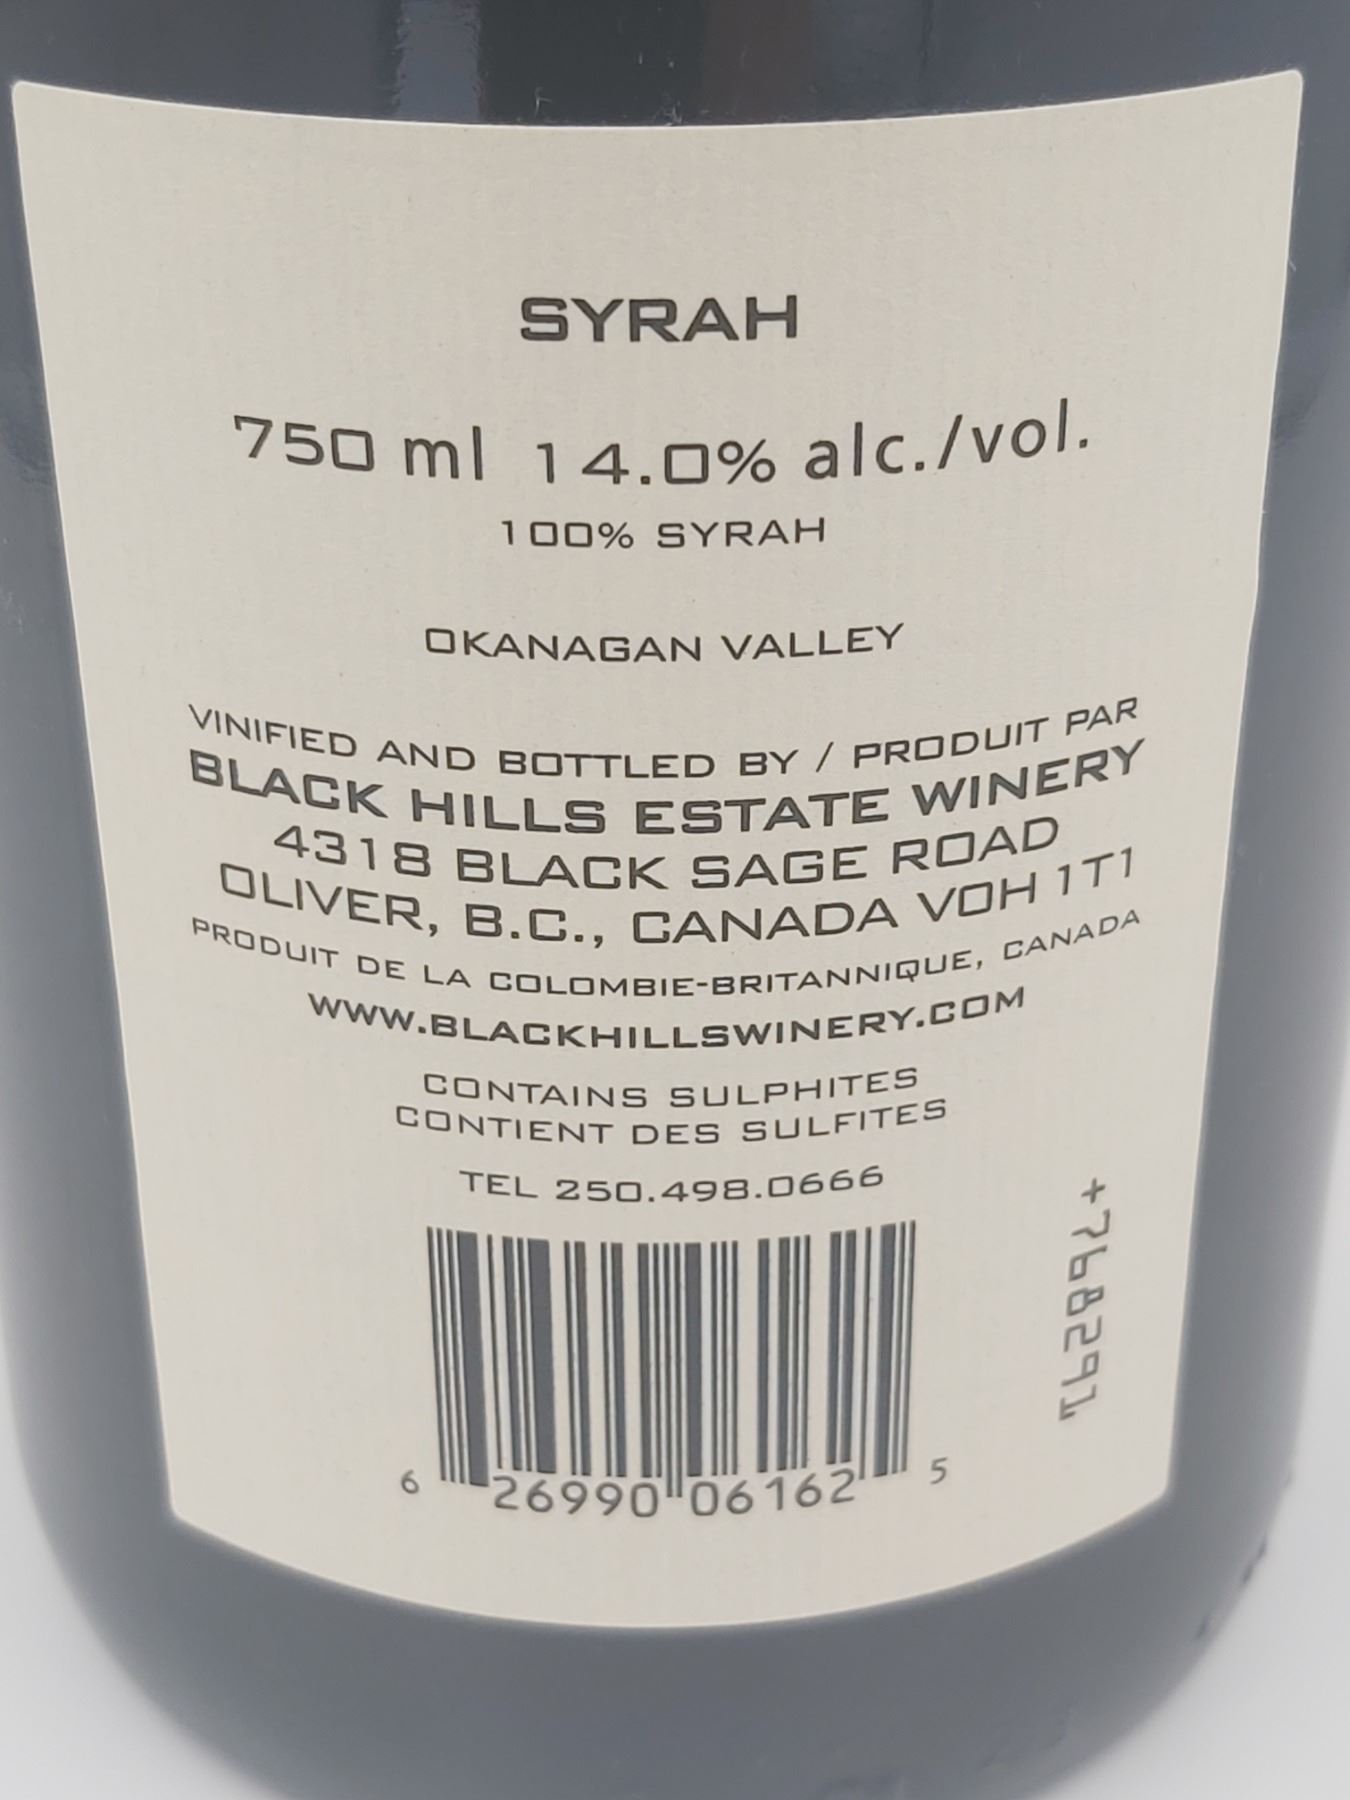 SYRAH
750 ml 14.0% alc./vol.
100% SYRAH
OKANAGAN VALLEY
VINIFIED AND BOTTLED BY / PRODUIT PAR
BLACK HILLS ESTATE WINERY
4318 BLACK SAGE ROAD
OLIVER, B.C., CANADA V0H 1T1
PRODUIT DE LA COLOMBIE-BRITANNIQUE, CANADA
WWW.BLACKHILLSWINERY.COM
CONTAINS SULPHITES
CONTIENT DES SULFITES
TEL 250.498.0666
+768291
6 26990 06162 5